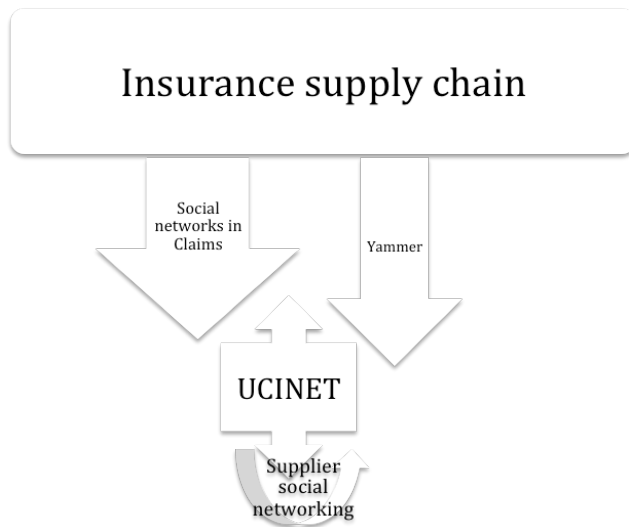 Insurance supply chain
Social
networks in
Claims
Yammer
UCINET
Supplier
social
networking